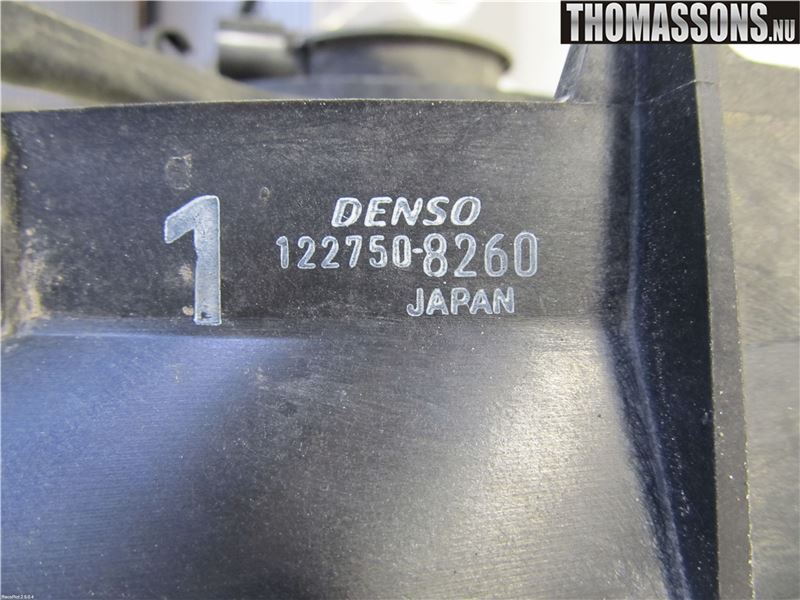 THOMASSONS.NU
1
DENSO
122750-8260
JAPAN